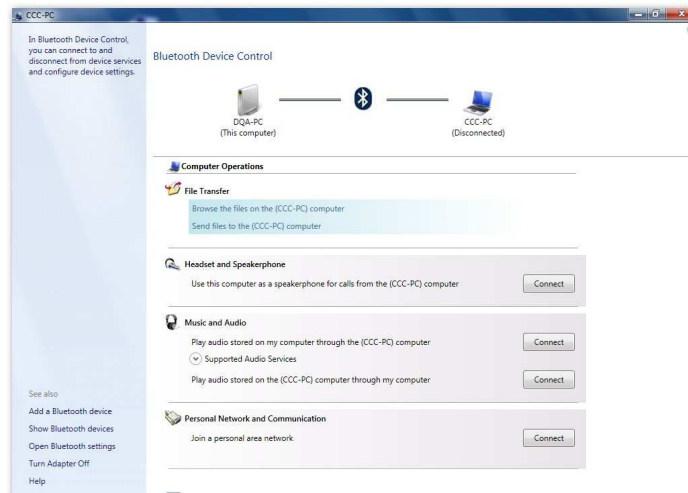 CCC-PC
In Bluetooth Device Control,
you can connect to and
disconnect from device services
and configure device settings.
Bluetooth Device Control
DQA-PC
(This computer)
CCC-PC
(Disconnected)
Computer Operations
File Transfer
Browse the files on the (CCC-PC) computer
Send files to the (CCC-PC) computer
Headset and Speakerphone
Use this computer as a speakerphone for calls from the (CCC-PC) computer
Connect
Music and Audio
Play audio stored on my computer through the (CCC-PC) computer
Connect
Supported Audio Services
Play audio stored on the (CCC-PC) computer through my computer
Connect
Personal Network and Communication
Join a personal area network
Connect
See also
Add a Bluetooth device
Show Bluetooth devices
Open Bluetooth settings
Turn Adapter Off
Help